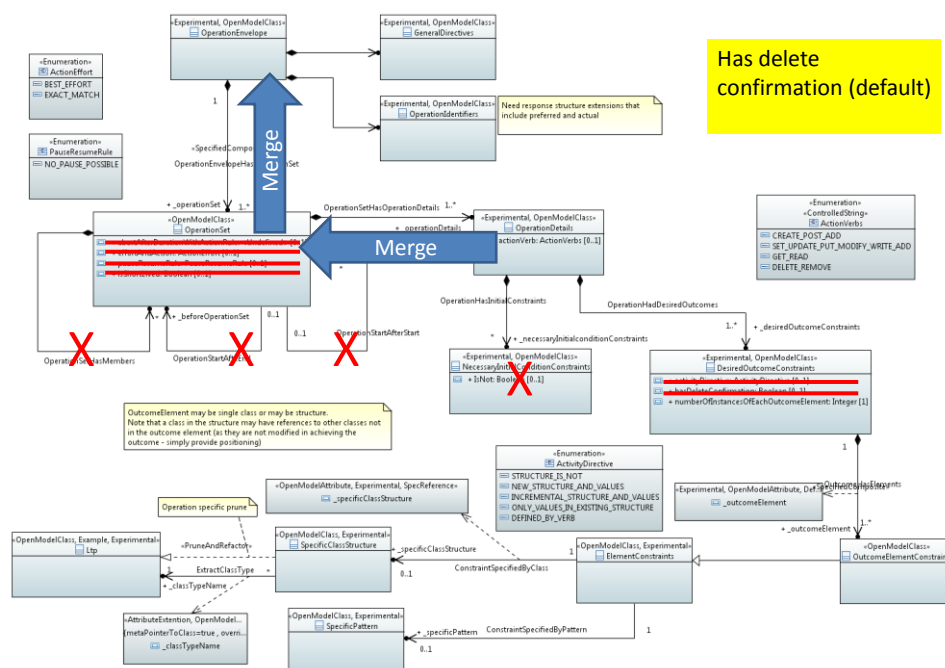 «Experimental, OpenModelClass»
OperationEnvelope
«Experimental, OpenModelClass»
GeneralDirectives
Has delete
confirmation (default)
«Enumeration»
ActionEffort
BEST_EFFORT
EXACT_MATCH
1
«Experimental, OpenModelClass»
OperationIdentifiers
Need response structure extensions that
include preferred and actual
«Enumeration»
PauseResumeRule
NO_PAUSE_POSSIBLE
Merge
+ _operationSet
1..*
OperationSetHasOperationDetails
1..*
+ _operationDetails
«OpenModelClass»
OperationSet
«Experimental, OpenModelClass»
OperationDetails
actionVerb: ActionVerbs [0..1]
Merge
«Enumeration»
«ControlledString»
ActionVerbs
CREATE_POST_ADD
SET_UPDATE_PUT_MODIFY_WRITE_ADD
GET_READ
DELETE_REMOVE
*
OperationHasInitialConstraints
OperationHadDesiredOutcomes
+ _beforeOperationSet
0..1
0..1
X
X
X
OperationStartAfterStart
* + _necessaryInitialconditionConstraints
1..*
+ _desiredOutcomeConstraints
«Experimental, OpenModelClass»
NecessaryInitialConditionConstraints
+ IsNot: Boolean [0..1]
X
«Experimental, OpenModelClass»
DesiredOutcomeConstraints
+ numberOfInstancesOfEachOutcomeElement: Integer [1]
OutcomeElement may be single class or may be structure.
Note that a class in the structure may have references to other classes not
in the outcome element (as they are not modified in achieving the
outcome - simply provide positioning)
1
«Enumeration»
ActivityDirective
STRUCTURE_IS_NOT
NEW_STRUCTURE_AND_VALUES
INCREMENTAL_STRUCTURE_AND_VALUES
ONLY_VALUES_IN_EXISTING_STRUCTURE
DEFINED_BY_VERB
«OpenModelAttribute, Experimental, SpecReference»
_specificClassStructure
_outcomeElement
Operation specific prune
+ _outcomeElement
1..*
«OpenModelClass, Example, Experimental»
Ltp
«PruneAndRefactor»
«OpenModelClass, Experimental»
SpecificClassStructure
+ _specificClassStructure
0..1
1
ConstraintSpecifiedByClass
«OpenModelClass, Experimental»
ElementConstraints
«OpenModelClass»
OutcomeElementConstraints
1
ExtractClassType
*
+ _classTypeName
«AttributeExtention, OpenModel...
{metaPointerToClass=true , overri...
_classTypeName
«OpenModelClass, Experimental»
SpecificPattern
+ _specificPattern
0..1
ConstraintSpecifiedByPattern
1